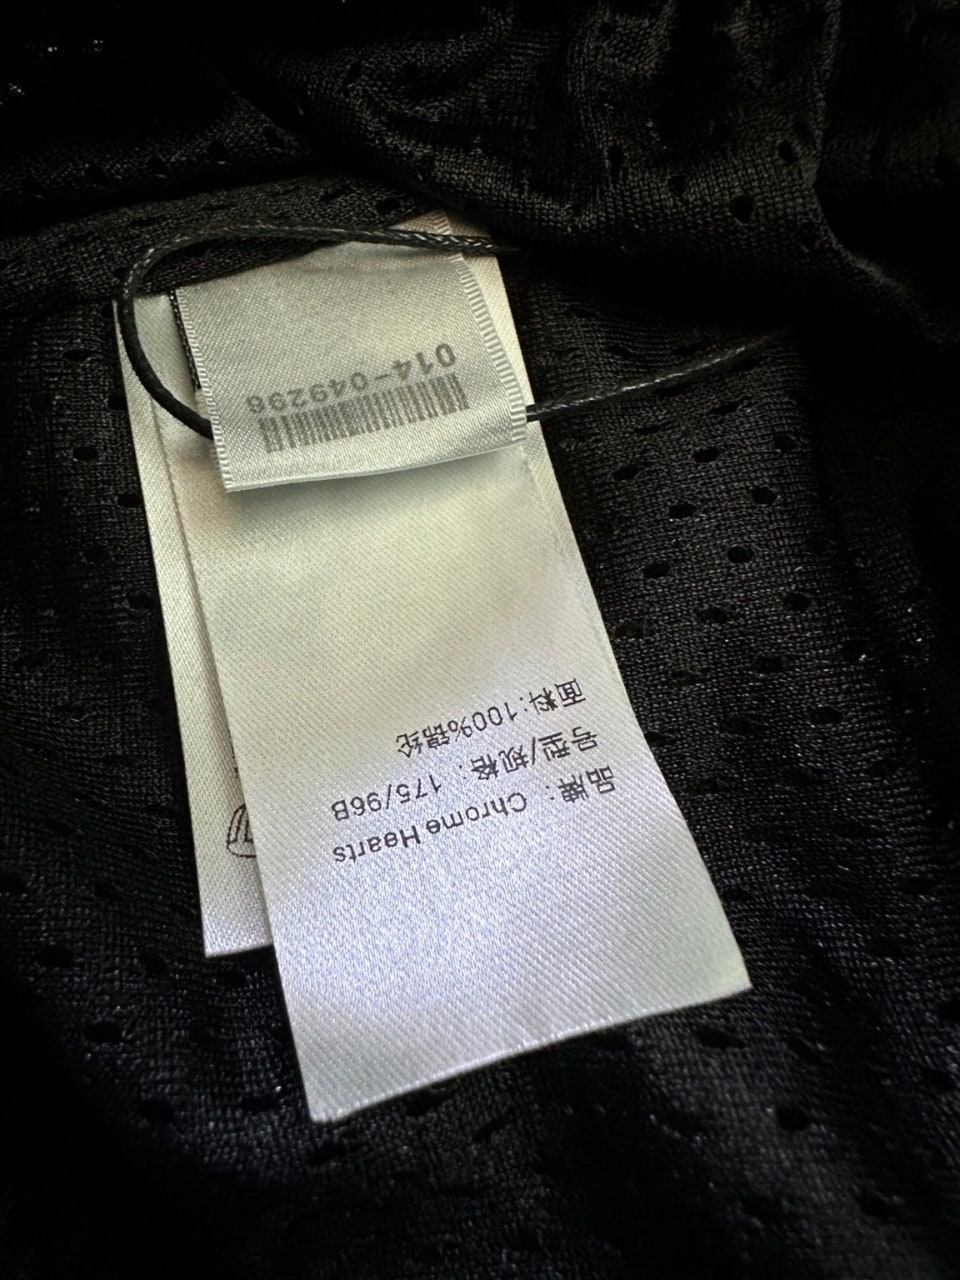 品牌：Chrome Hearts
号型/规格：175/96B
面料:100%锦纶
014-049296